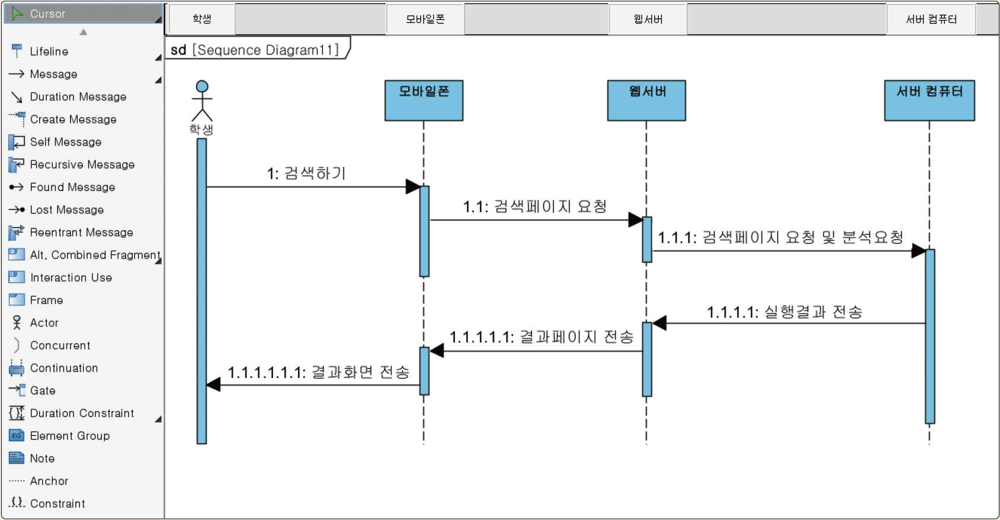 Cursor
Lifeline
Message
Duration Message
Create Message
Self Message
Recursive Message
Found Message
Lost Message
Reentrant Message
Alt. Combined Fragment
Interaction Use
Frame
Actor
Concurrent
Continuation
Gate
Duration Constraint
EG Element Group
Note
Anchor
{} Constraint
학생 모바일폰 웹서버 서버 컴퓨터
sd [Sequence Diagram11]
모바일폰 웹서버 서버 컴퓨터
학생
1: 검색하기
1.1: 검색페이지 요청
1.1.1: 검색페이지 요청 및 분석요청
1.1.1.1: 실행결과 전송
1.1.1.1.1: 결과페이지 전송
1.1.1.1.1.1: 결과화면 전송